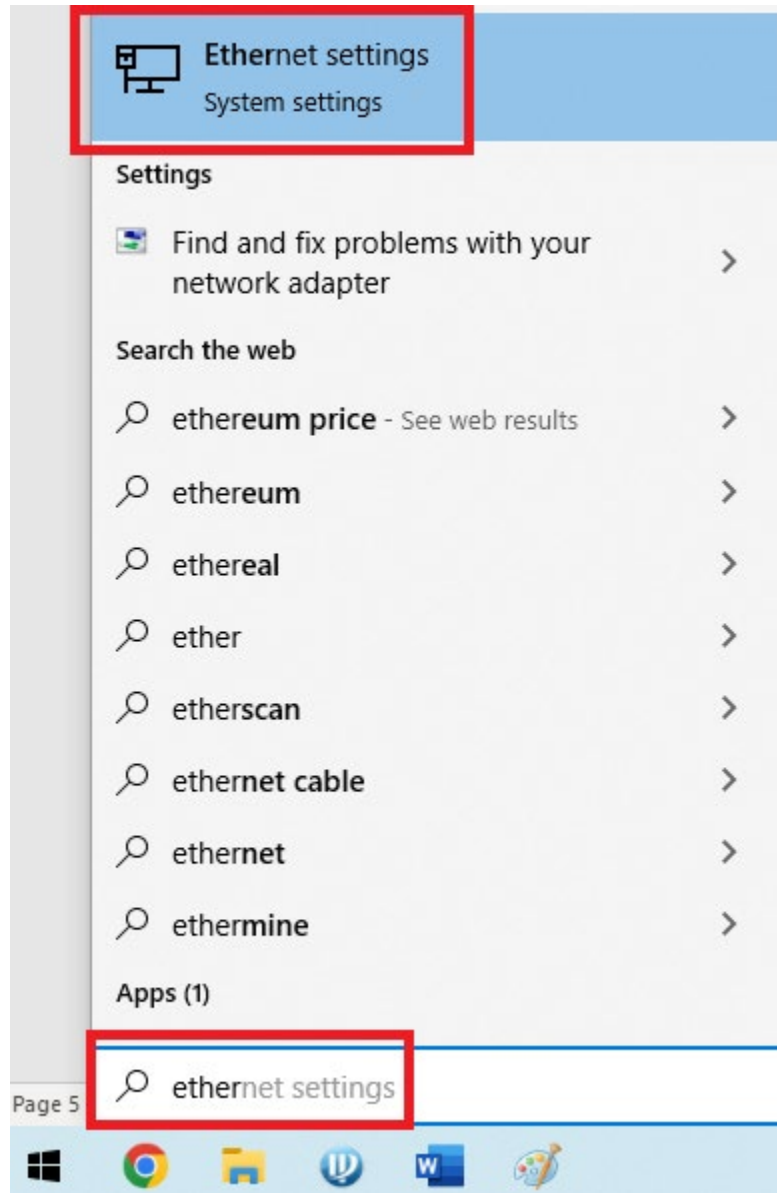 Ethernet settings
System settings
Settings
Find and fix problems with your
network adapter
Search the web
ethereum price - See web results
ethereum
ethereal
ether
etherscan
ethernet cable
ethernet
ethermine
Apps (1)
ethernet settings
Page 5
W